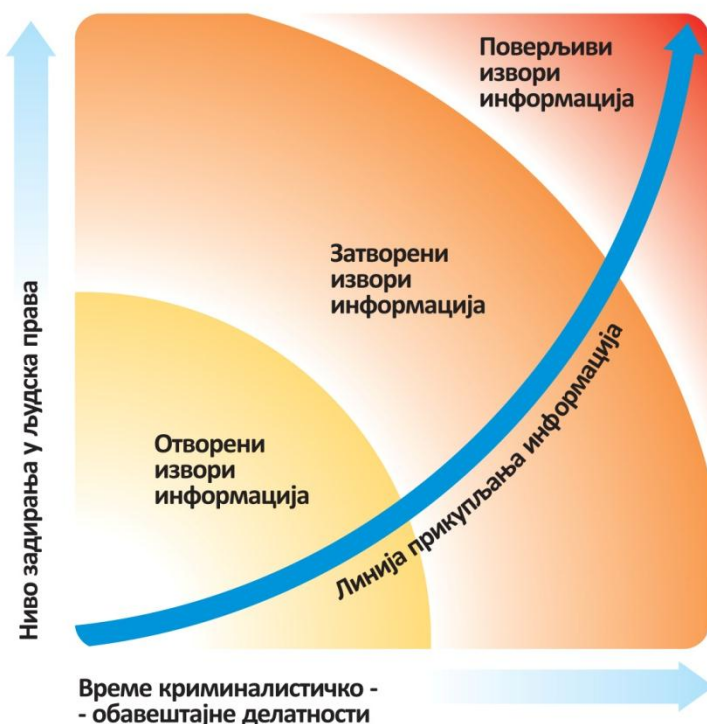 Поверљиви
извори
информација
Затворени
извори
информација
Отворени
извори
информација
Линија прикупљања информација
Ниво задирања у људска права
Време криминалистичко -
- обавештајне делатности